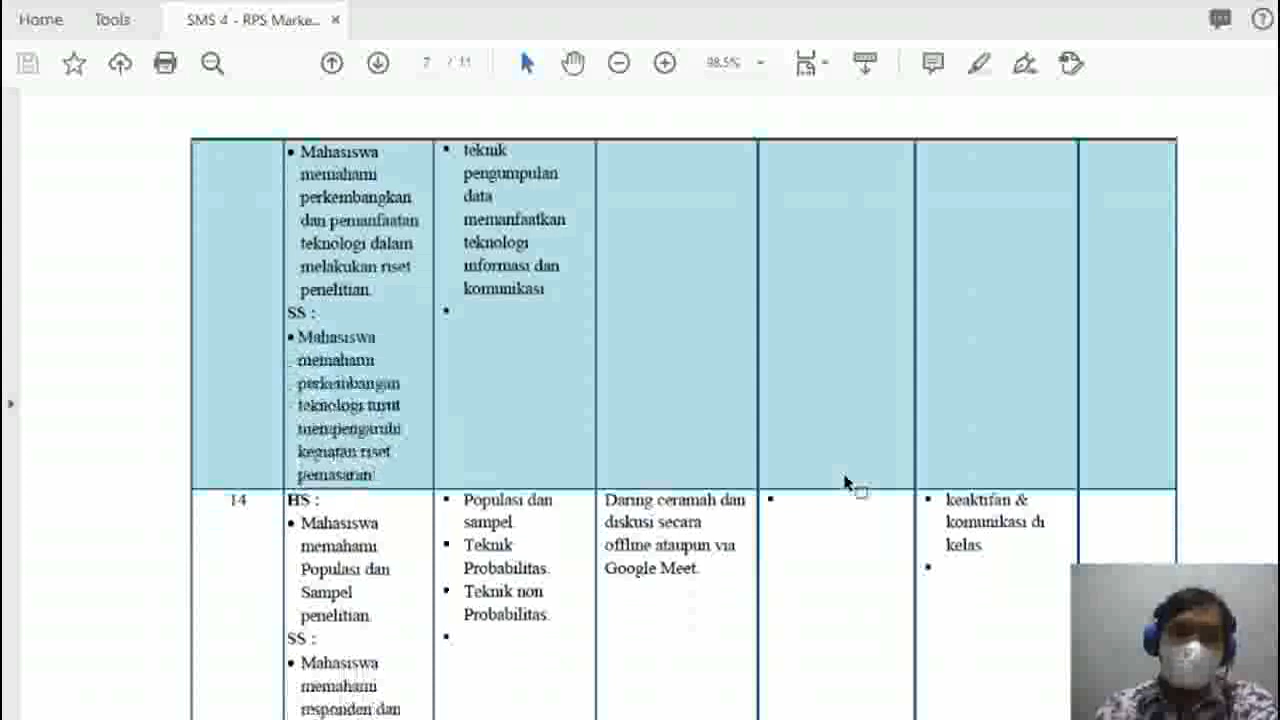 Home
Tools
SMS 4 - RPS Marke...
7 / 11
98.5%
• Mahasiswa
memahami
perkembangkan
dan pemanfaatan
teknologi dalam
melakukan riset
penelitian.
SS :
• Mahasiswa
memahami
perkembangan
teknologi turut
mempengaruhi
kegiatan riset
pemasaran
▪ teknik
pengumpulan
data
memanfaatkan
teknologi
informasi dan
komunikasi
14
HS :
• Mahasiswa
memahami
Populasi dan
Sampel
penelitian.
SS :
• Mahasiswa
memahami
responden dan
▪ Populasi dan
sampel.
▪ Teknik
Probabilitas.
▪ Teknik non
Probabilitas.
Daring ceramah dan
diskusi secara
offline ataupun via
Google Meet.
▪ keaktifan &
komunikasi di
kelas.